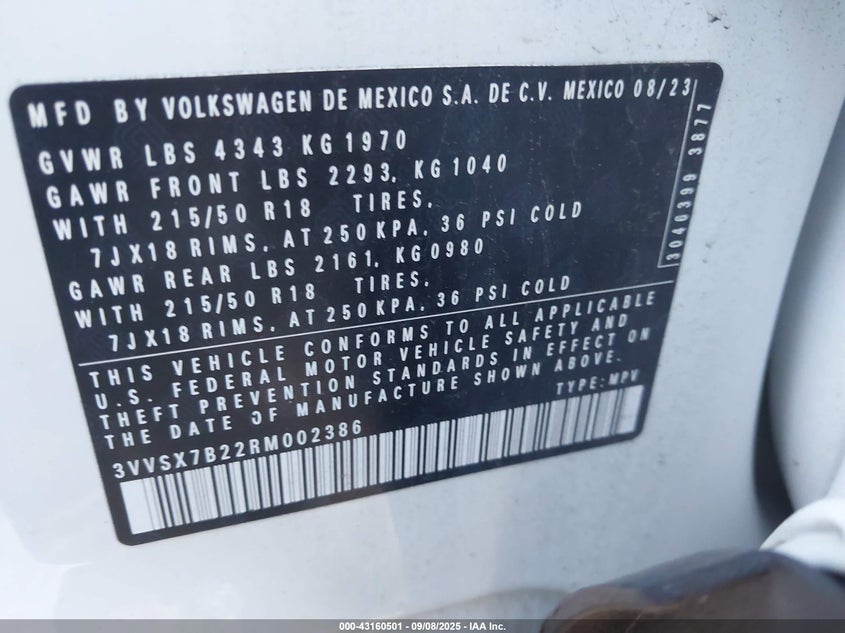 MFD BY VOLKSWAGEN DE MEXICO S.A. DE C.V. MEXICO 08/23
GVWR LBS 4343 KG 1970
GAWR FRONT LBS 2293, KG 1040
WITH 215/50 R18 TIRES,
7JX18 RIMS, AT 250 KPA, 36 PSI COLD
GAWR REAR LBS 2161, KG 0980
WITH 215/50 R18 TIRES,
7JX18 RIMS, AT 250 KPA, 36 PSI COLD
THIS VEHICLE CONFORMS TO ALL APPLICABLE
U.S. FEDERAL MOTOR VEHICLE SAFETY AND
THEFT PREVENTION STANDARDS IN EFFECT ON
THE DATE OF MANUFACTURE SHOWN ABOVE.
TYPE: MPV
3VVSX7B22RM002386
3040399 3877
000-43160501 - 09/08/2025 - IAA Inc.